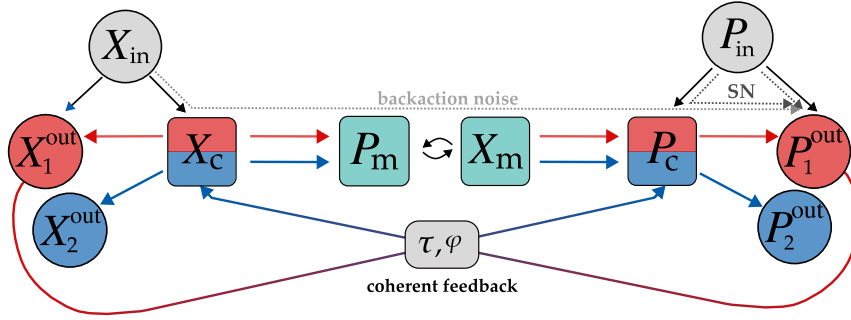 X_in
P_in
SN
backaction noise
X_1^out
X_c
P_m
X_m
P_c
P_1^out
X_2^out
P_2^out
τ, φ
coherent feedback